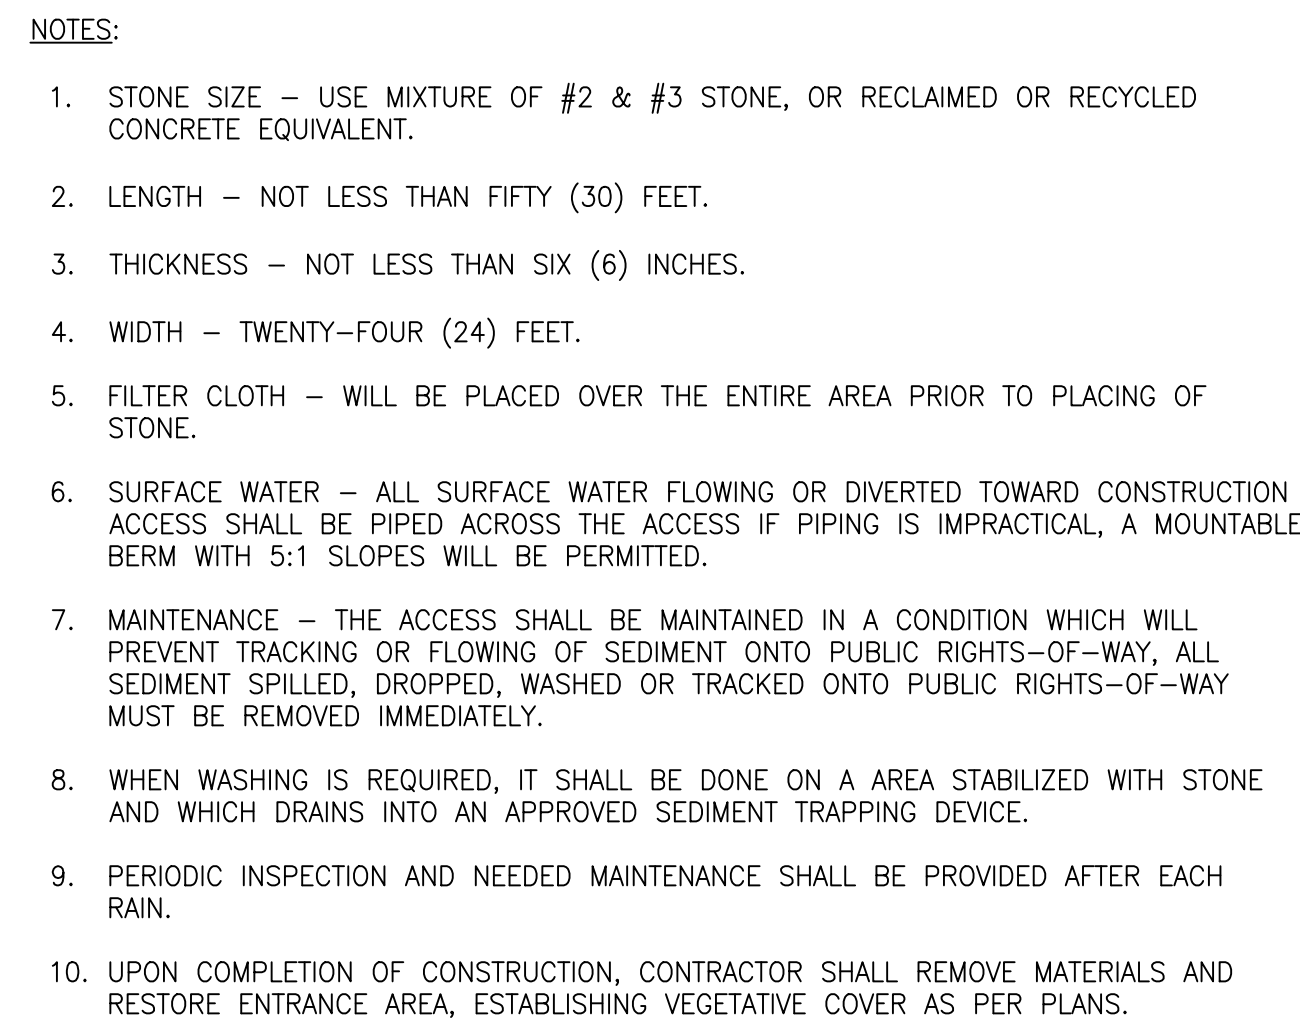 NOTES:
1. STONE SIZE – USE MIXTURE OF #2 & #3 STONE, OR RECLAIMED OR RECYCLED
CONCRETE EQUIVALENT.
2. LENGTH – NOT LESS THAN FIFTY (30) FEET.
3. THICKNESS – NOT LESS THAN SIX (6) INCHES.
4. WIDTH – TWENTY–FOUR (24) FEET.
5. FILTER CLOTH – WILL BE PLACED OVER THE ENTIRE AREA PRIOR TO PLACING OF
STONE.
6. SURFACE WATER – ALL SURFACE WATER FLOWING OR DIVERTED TOWARD CONSTRUCTION
ACCESS SHALL BE PIPED ACROSS THE ACCESS IF PIPING IS IMPRACTICAL, A MOUNTABLE
BERM WITH 5:1 SLOPES WILL BE PERMITTED.
7. MAINTENANCE – THE ACCESS SHALL BE MAINTAINED IN A CONDITION WHICH WILL
PREVENT TRACKING OR FLOWING OF SEDIMENT ONTO PUBLIC RIGHTS–OF–WAY, ALL
SEDIMENT SPILLED, DROPPED, WASHED OR TRACKED ONTO PUBLIC RIGHTS–OF–WAY
MUST BE REMOVED IMMEDIATELY.
8. WHEN WASHING IS REQUIRED, IT SHALL BE DONE ON A AREA STABILIZED WITH STONE
AND WHICH DRAINS INTO AN APPROVED SEDIMENT TRAPPING DEVICE.
9. PERIODIC INSPECTION AND NEEDED MAINTENANCE SHALL BE PROVIDED AFTER EACH
RAIN.
10. UPON COMPLETION OF CONSTRUCTION, CONTRACTOR SHALL REMOVE MATERIALS AND
RESTORE ENTRANCE AREA, ESTABLISHING VEGETATIVE COVER AS PER PLANS.